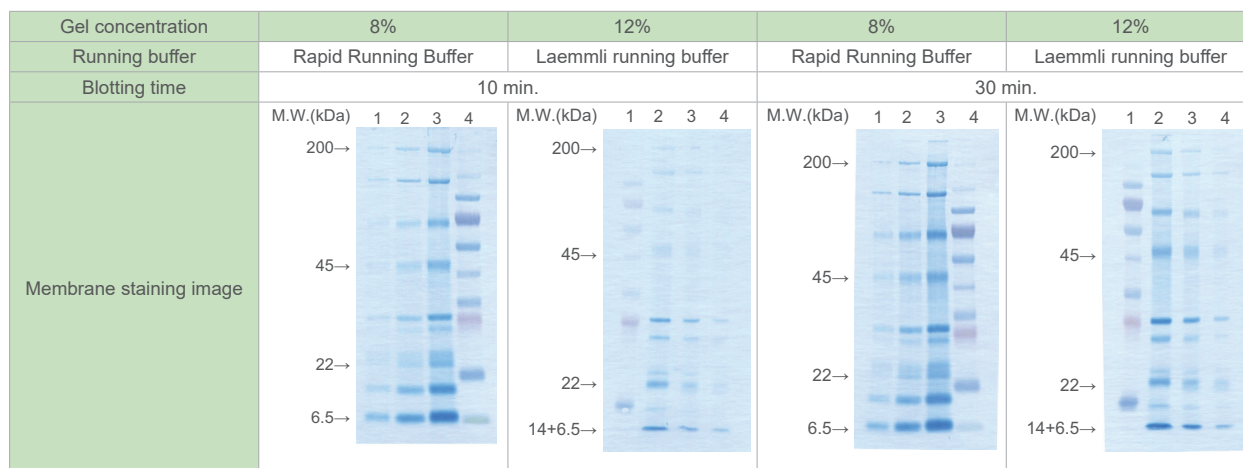 Gel concentration 8% 12% 8% 12%
Running buffer Rapid Running Buffer Laemmli running buffer Rapid Running Buffer Laemmli running buffer
Blotting time 10 min. 30 min.
Membrane staining image
M.W.(kDa) 1 2 3 4
200→
45→
22→
6.5→
M.W.(kDa) 1 2 3 4
200→
45→
22→
14+6.5→
M.W.(kDa) 1 2 3 4
200→
45→
22→
6.5→
M.W.(kDa) 1 2 3 4
200→
45→
22→
14+6.5→